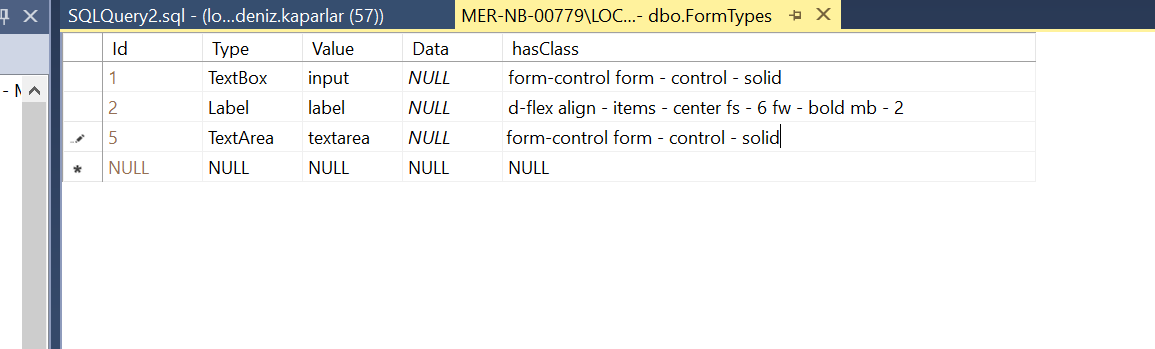 SQLQuery2.sql - (lo...deniz.kaparlar (57)) MER-NB-00779\LOC...- dbo.FormTypes
Id Type Value Data hasClass
1 TextBox input NULL form-control form - control - solid
- M 2 Label label NULL d-flex align - items - center fs - 6 fw - bold mb - 2
5 TextArea textarea NULL form-control form - control - solid
* NULL NULL NULL NULL NULL